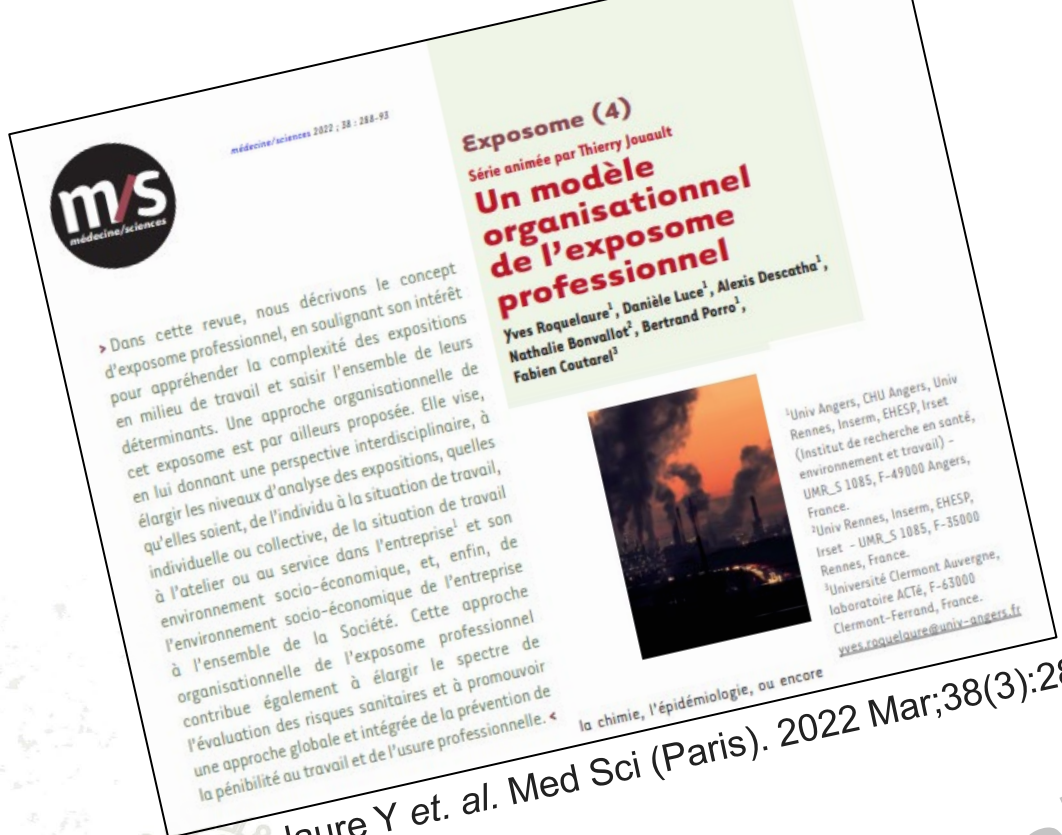 m/s
médecine/sciences
médecine/sciences 2022 ; 38 : 288-93
Exposome (4)
Série animée par Thierry Jouault
Un modèle
organisationnel
de l'exposome
professionnel
Yves Roquelaure¹, Danièle Luce¹, Alexis Descatha¹,
Nathalie Bonvallot², Bertrand Porro¹,
Fabien Coutarel³
> Dans cette revue, nous décrivons le concept
d'exposome professionnel, en soulignant son intérêt
pour appréhender la complexité des expositions
en milieu de travail et saisir l'ensemble de leurs
déterminants. Une approche organisationnelle de
cet exposome est par ailleurs proposée. Elle vise,
en lui donnant une perspective interdisciplinaire, à
élargir les niveaux d'analyse des expositions, quelles
qu'elles soient, de l'individu à la situation de travail,
individuelle ou collective, de la situation de travail
à l'atelier ou au service dans l'entreprise¹ et son
environnement socio-économique, et, enfin, de
l'environnement socio-économique de l'entreprise
à l'ensemble de la Société. Cette approche
organisationnelle de l'exposome professionnel
contribue également à élargir le spectre de
l'évaluation des risques sanitaires et à promouvoir
une approche globale et intégrée de la prévention de
la pénibilité au travail et de l'usure professionnelle. <
¹Univ Angers, CHU Angers, Univ
Rennes, Inserm, EHESP, Irset
(Institut de recherche en santé,
environnement et travail) -
UMR_S 1085, F-49000 Angers,
France.
²Univ Rennes, Inserm, EHESP,
Irset - UMR_S 1085, F-35000
Rennes, France.
³Université Clermont Auvergne,
laboratoire ACTé, F-63000
Clermont-Ferrand, France.
yves.roquelaure@univ-angers.fr
la chimie, l'épidémiologie, ou encore
laure Y et. al. Med Sci (Paris). 2022 Mar;38(3):28